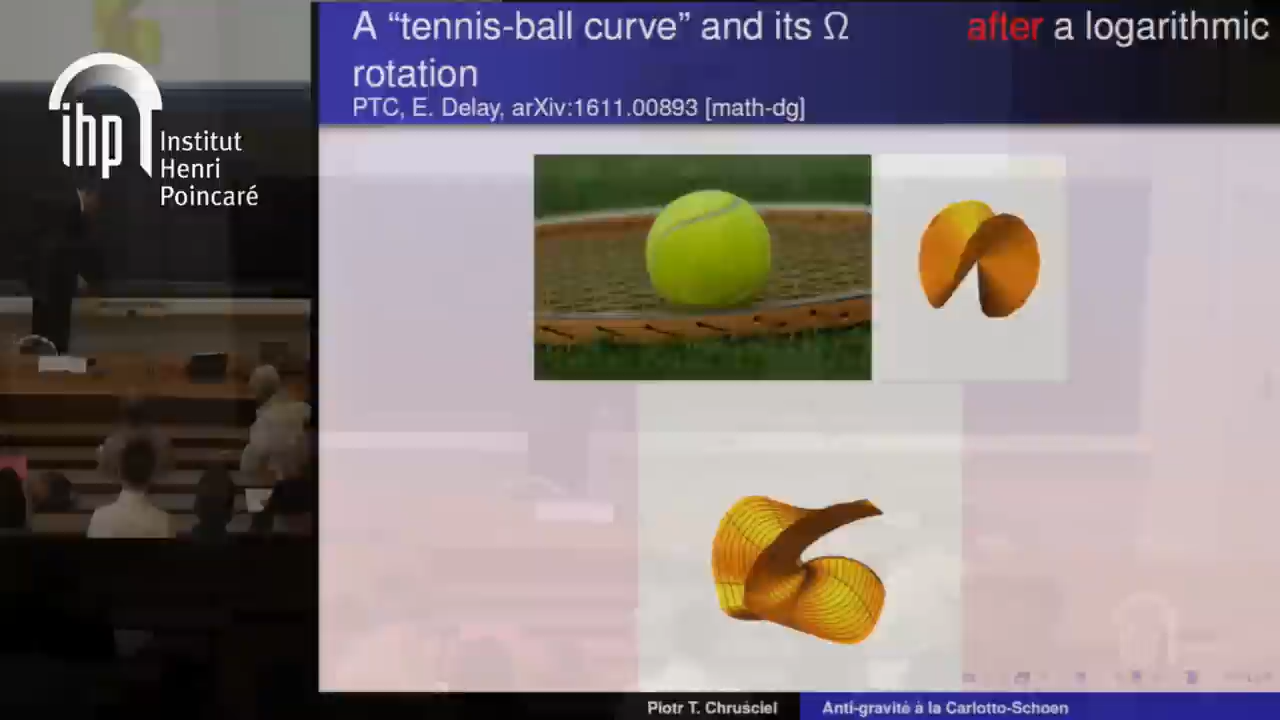 A “tennis-ball curve” and its Ω after a logarithmic
rotation
PTC, E. Delay, arXiv:1611.00893 [math-dg]
ihp Institut
Henri
Poincaré
Piotr T. Chruściel Anti-gravité à la Carlotto-Schoen